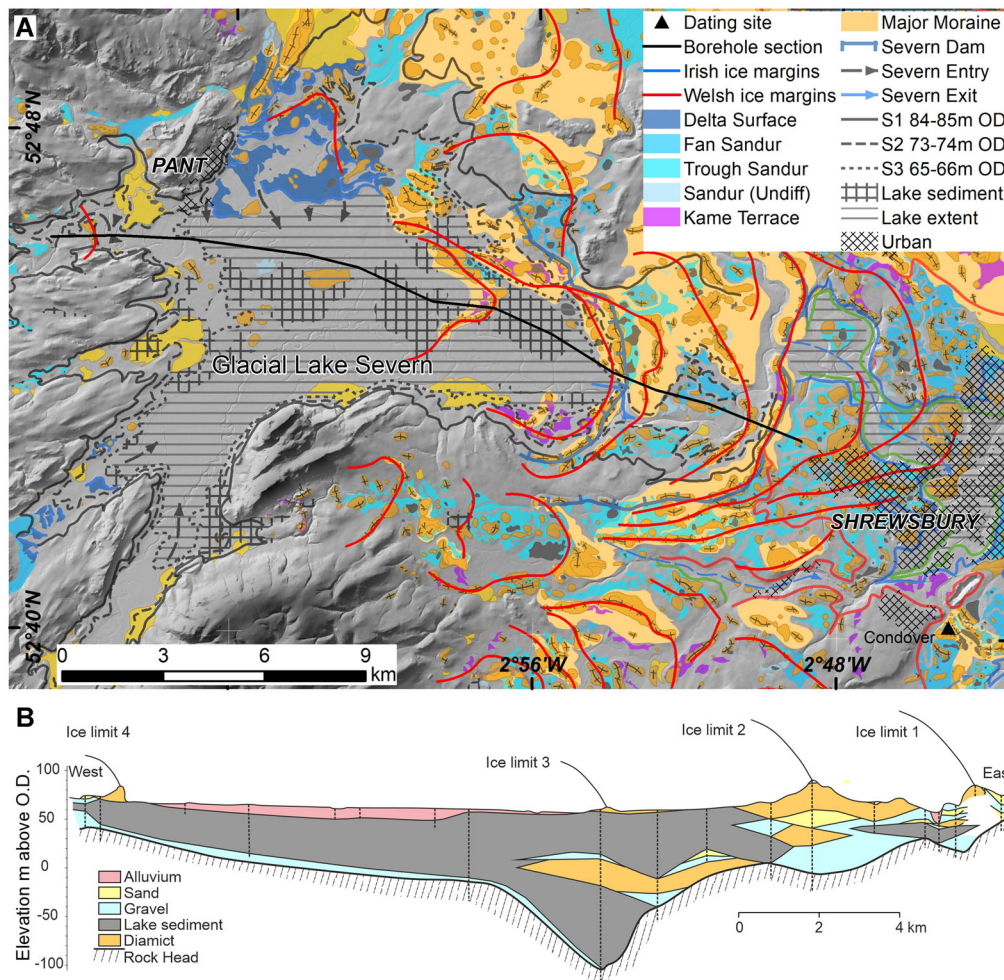 A
Dating site
Borehole section
Irish ice margins
Welsh ice margins
Delta Surface
Fan Sandur
Trough Sandur
Sandur (Undiff)
Kame Terrace
Major Moraine
Severn Dam
Severn Entry
Severn Exit
S1 84-85m OD
S2 73-74m OD
S3 65-66m OD
Lake sediment
Lake extent
Urban
52°48'N
PANT
Glacial Lake Severn
SHREWSBURY
Condover
52°40'N
0 3 6 9
km
2°56'W
2°48'W
B
Ice limit 4
Ice limit 3
Ice limit 2
Ice limit 1
West
Eas
Elevation m above O.D.
100
50
0
-50
-100
Alluvium
Sand
Gravel
Lake sediment
Diamict
Rock Head
0 2 4 km